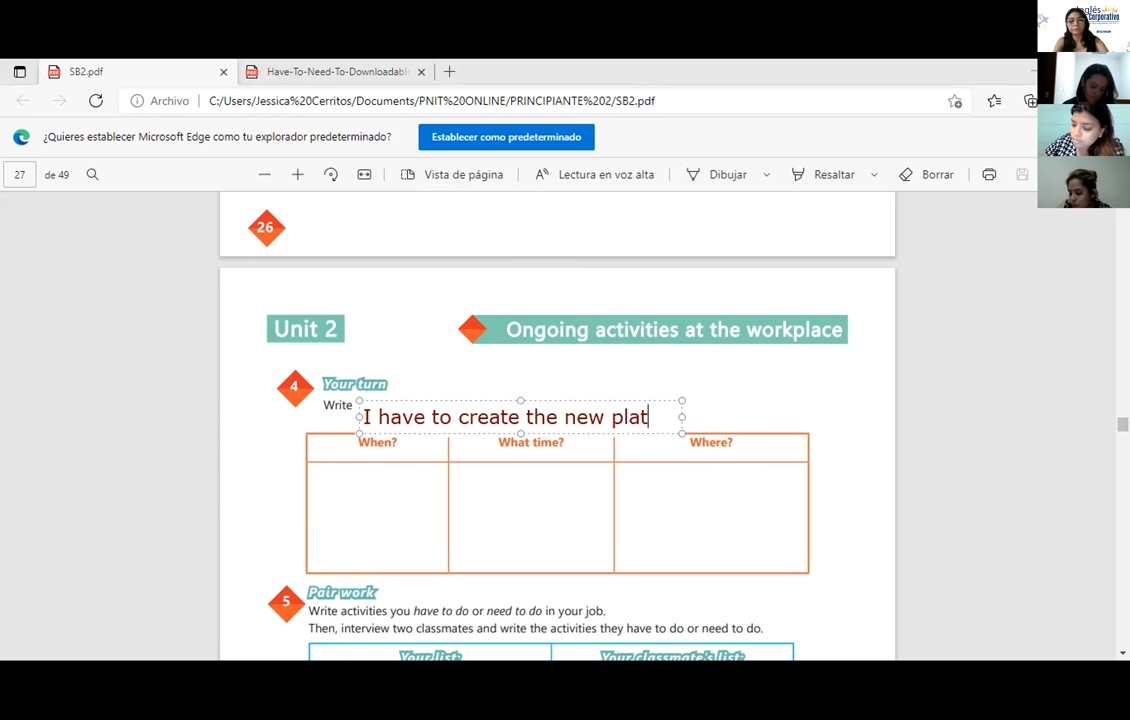 Inglés
Corporativo
SB2.pdf
Have-To-Need-To-Downloadabl
Archivo
C:/Users/Jessica%20Cerritos/Documents/PNIT%20ONLINE/PRINCIPIANTE%202/SB2.pdf
¿Quieres establecer Microsoft Edge como tu explorador predeterminado?
Establecer como predeterminado
27 de 49
Vista de página
Lectura en voz alta
Dibujar
Resaltar
Borrar
26
Unit 2
Ongoing activities at the workplace
4 Your turn
Write
I have to create the new plat
When? What time? Where?
5 Pair work
Write activities you have to do or need to do in your job.
Then, interview two classmates and write the activities they have to do or need to do.
Your list: Your classmate's list: